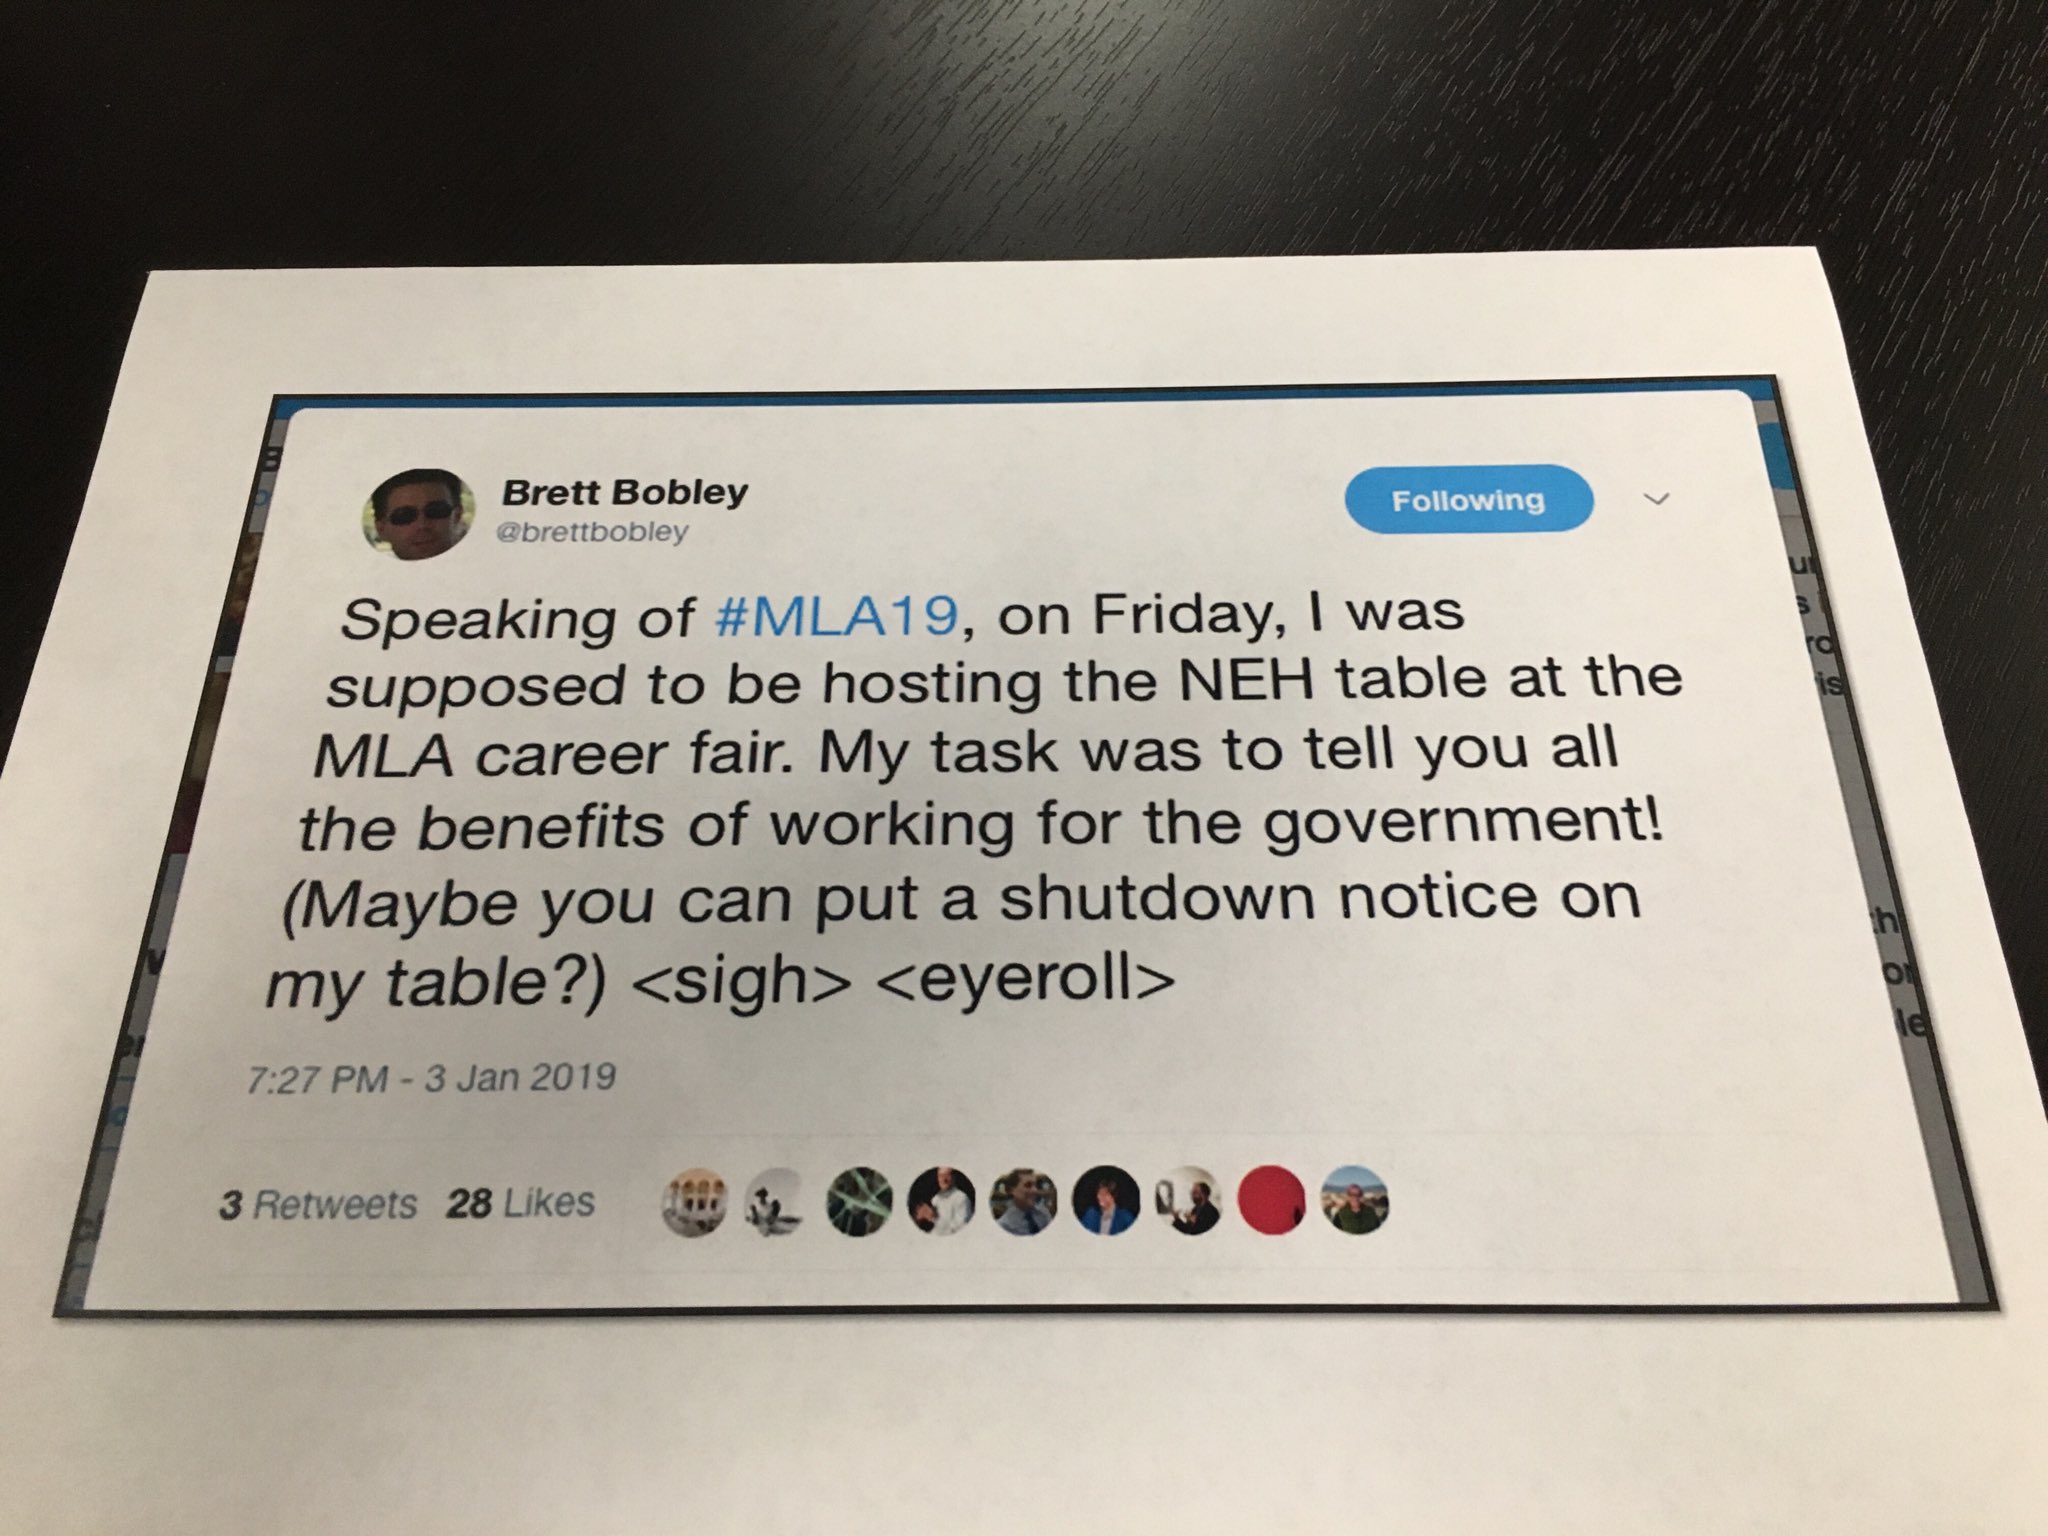 Brett Bobley
@brettbobley
Following
Speaking of #MLA19, on Friday, I was
supposed to be hosting the NEH table at the
MLA career fair. My task was to tell you all
the benefits of working for the government!
(Maybe you can put a shutdown notice on
my table?) <sigh> <eyeroll>
7:27 PM - 3 Jan 2019
3 Retweets 28 Likes